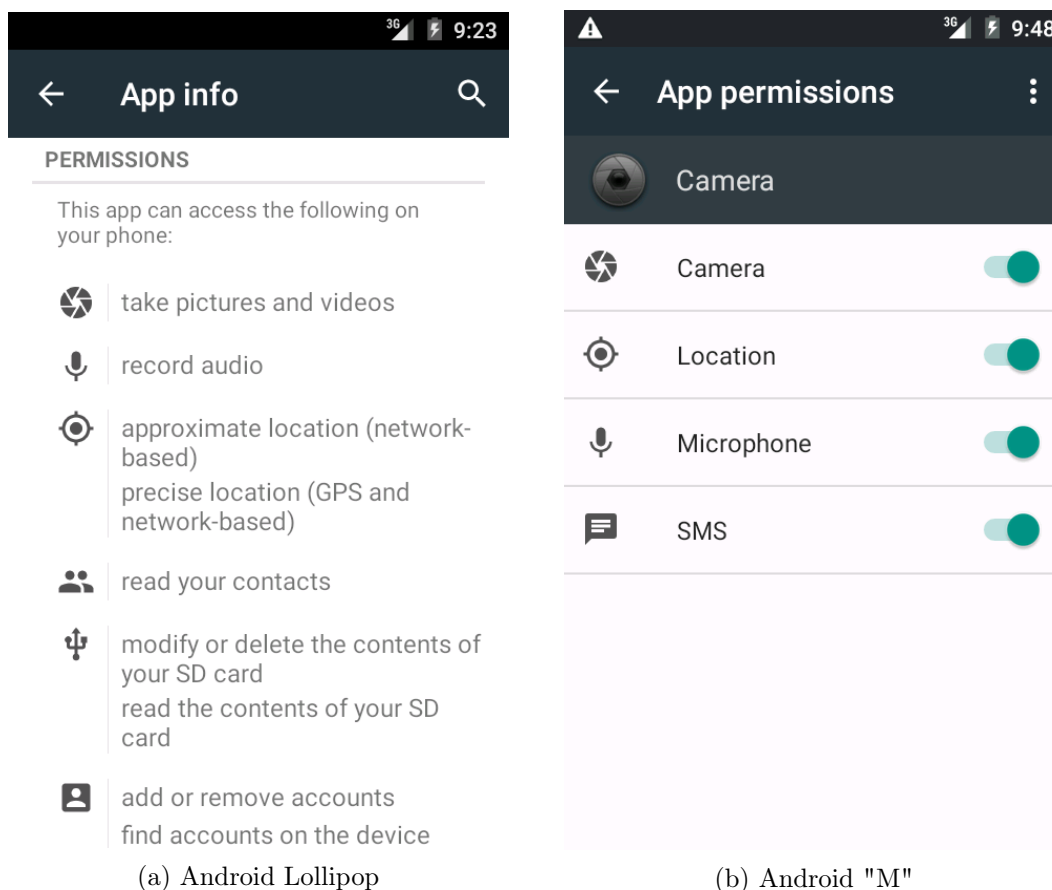 3G 9:23
App info
PERMISSIONS
This app can access the following on
your phone:
take pictures and videos
record audio
approximate location (network-
based)
precise location (GPS and
network-based)
read your contacts
modify or delete the contents of
your SD card
read the contents of your SD
card
add or remove accounts
find accounts on the device
(a) Android Lollipop
3G 9:48
App permissions
Camera
Camera
Location
Microphone
SMS
(b) Android "M"